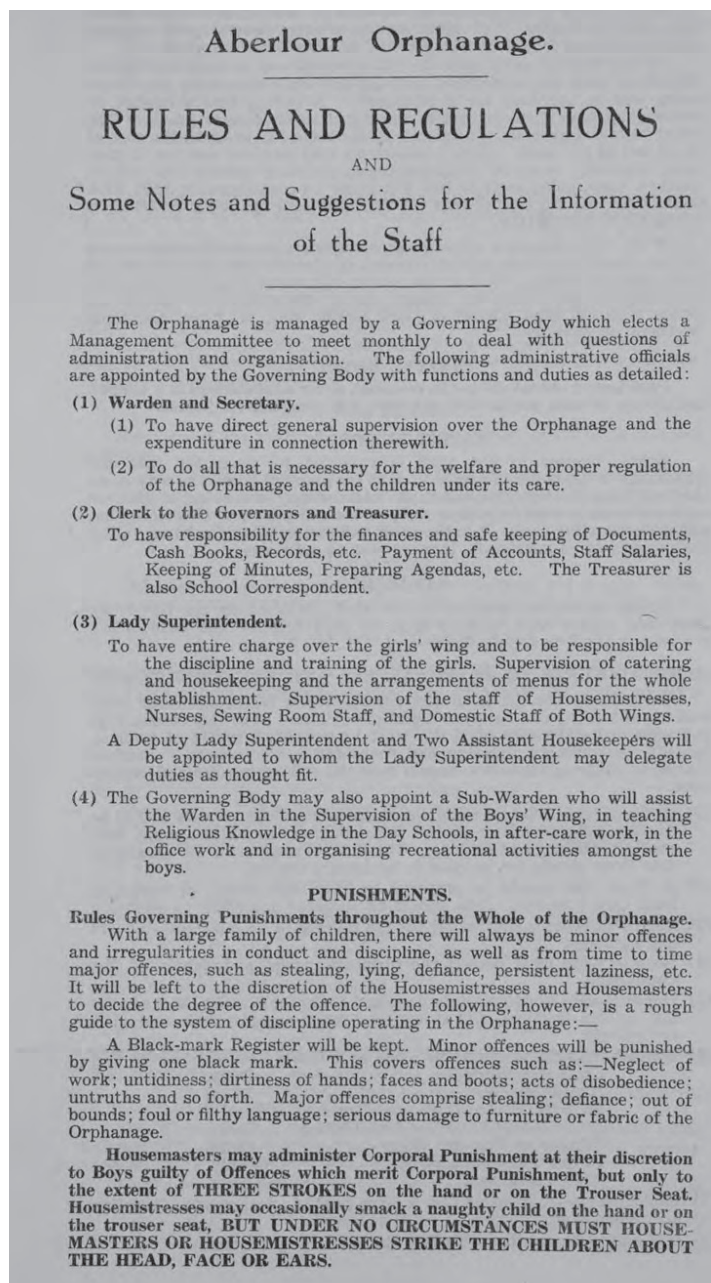 Aberlour Orphanage.
RULES AND REGULATIONS
AND
Some Notes and Suggestions for the Information
of the Staff
The Orphanage is managed by a Governing Body which elects a
Management Committee to meet monthly to deal with questions of
administration and organisation. The following administrative officials
are appointed by the Governing Body with functions and duties as detailed:
(1) Warden and Secretary.
(1) To have direct general supervision over the Orphanage and the
expenditure in connection therewith.
(2) To do all that is necessary for the welfare and proper regulation
of the Orphanage and the children under its care.
(2) Clerk to the Governors and Treasurer.
To have responsibility for the finances and safe keeping of Documents,
Cash Books, Records, etc. Payment of Accounts, Staff Salaries,
Keeping of Minutes, Preparing Agendas, etc. The Treasurer is
also School Correspondent.
(3) Lady Superintendent.
To have entire charge over the girls' wing and to be responsible for
the discipline and training of the girls. Supervision of catering
and housekeeping and the arrangements of menus for the whole
establishment. Supervision of the staff of Housemistresses,
Nurses, Sewing Room Staff, and Domestic Staff of Both Wings.
A Deputy Lady Superintendent and Two Assistant Housekeepers will
be appointed to whom the Lady Superintendent may delegate
duties as thought fit.
(4) The Governing Body may also appoint a Sub-Warden who will assist
the Warden in the Supervision of the Boys' Wing, in teaching
Religious Knowledge in the Day Schools, in after-care work, in the
office work and in organising recreational activities amongst the
boys.
PUNISHMENTS.
Rules Governing Punishments throughout the Whole of the Orphanage.
With a large family of children, there will always be minor offences
and irregularities in conduct and discipline, as well as from time to time
major offences, such as stealing, lying, defiance, persistent laziness, etc.
It will be left to the discretion of the Housemistresses and Housemasters
to decide the degree of the offence. The following, however, is a rough
guide to the system of discipline operating in the Orphanage:—
A Black-mark Register will be kept. Minor offences will be punished
by giving one black mark. This covers offences such as:—Neglect of
work; untidiness; dirtiness of hands; faces and boots; acts of disobedience;
untruths and so forth. Major offences comprise stealing; defiance; out of
bounds; foul or filthy language; serious damage to furniture or fabric of the
Orphanage.
Housemasters may administer Corporal Punishment at their discretion
to Boys guilty of Offences which merit Corporal Punishment, but only to
the extent of THREE STROKES on the hand or on the Trouser Seat.
Housemistresses may occasionally smack a naughty child on the hand or on
the trouser seat, BUT UNDER NO CIRCUMSTANCES MUST HOUSE-
MASTERS OR HOUSEMISTRESSES STRIKE THE CHILDREN ABOUT
THE HEAD, FACE OR EARS.